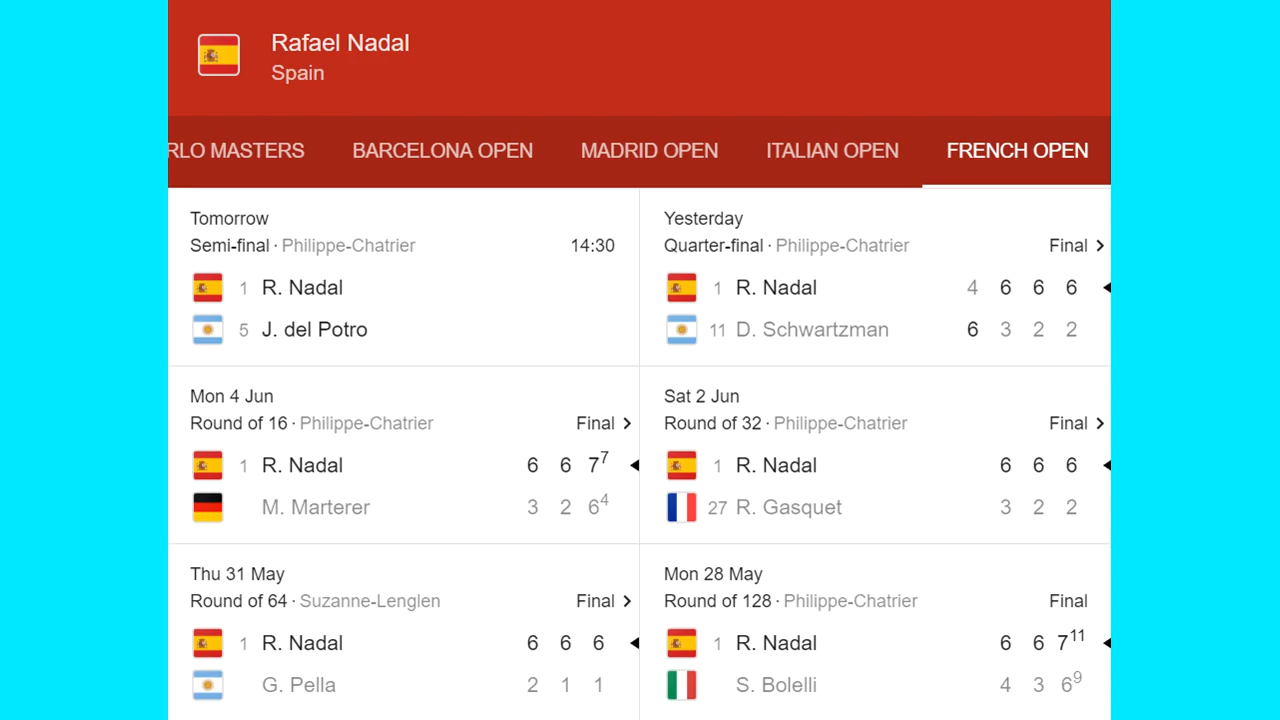 Rafael Nadal
Spain
RLO MASTERS BARCELONA OPEN MADRID OPEN ITALIAN OPEN FRENCH OPEN
Tomorrow
Semi-final · Philippe-Chatrier 14:30
1 R. Nadal
5 J. del Potro
Yesterday
Quarter-final · Philippe-Chatrier Final
1 R. Nadal 4 6 6 6
11 D. Schwartzman 6 3 2 2
Mon 4 Jun
Round of 16 · Philippe-Chatrier Final
1 R. Nadal 6 6 7⁷
M. Marterer 3 2 6⁴
Sat 2 Jun
Round of 32 · Philippe-Chatrier Final
1 R. Nadal 6 6 6
27 R. Gasquet 3 2 2
Thu 31 May
Round of 64 · Suzanne-Lenglen Final
1 R. Nadal 6 6 6
G. Pella 2 1 1
Mon 28 May
Round of 128 · Philippe-Chatrier Final
1 R. Nadal 6 6 7¹¹
S. Bolelli 4 3 6⁹